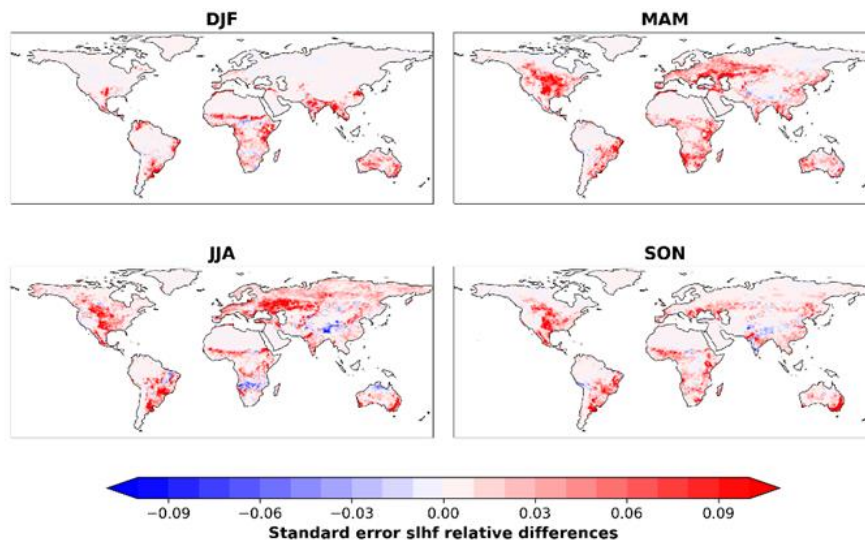 DJF
MAM
JJA
SON
−0.09 −0.06 −0.03 0.00 0.03 0.06 0.09
Standard error slhf relative differences